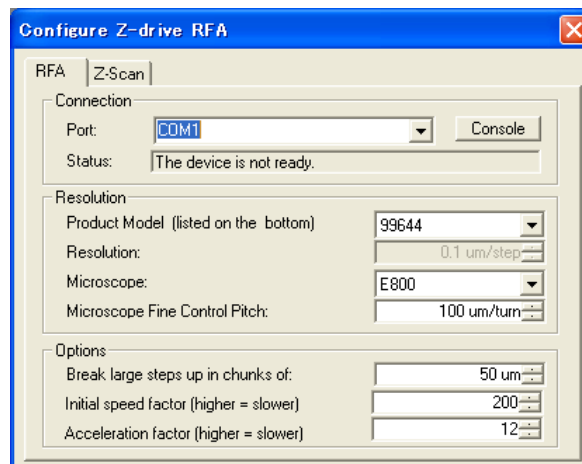 Configure Z-drive RFA
RFA Z-Scan
Connection
Port: COM1 Console
Status: The device is not ready.
Resolution
Product Model (listed on the bottom) 99644
Resolution: 0.1 um/step
Microscope: E800
Microscope Fine Control Pitch: 100 um/turn
Options
Break large steps up in chunks of: 50 um
Initial speed factor (higher = slower) 200
Acceleration factor (higher = slower) 12